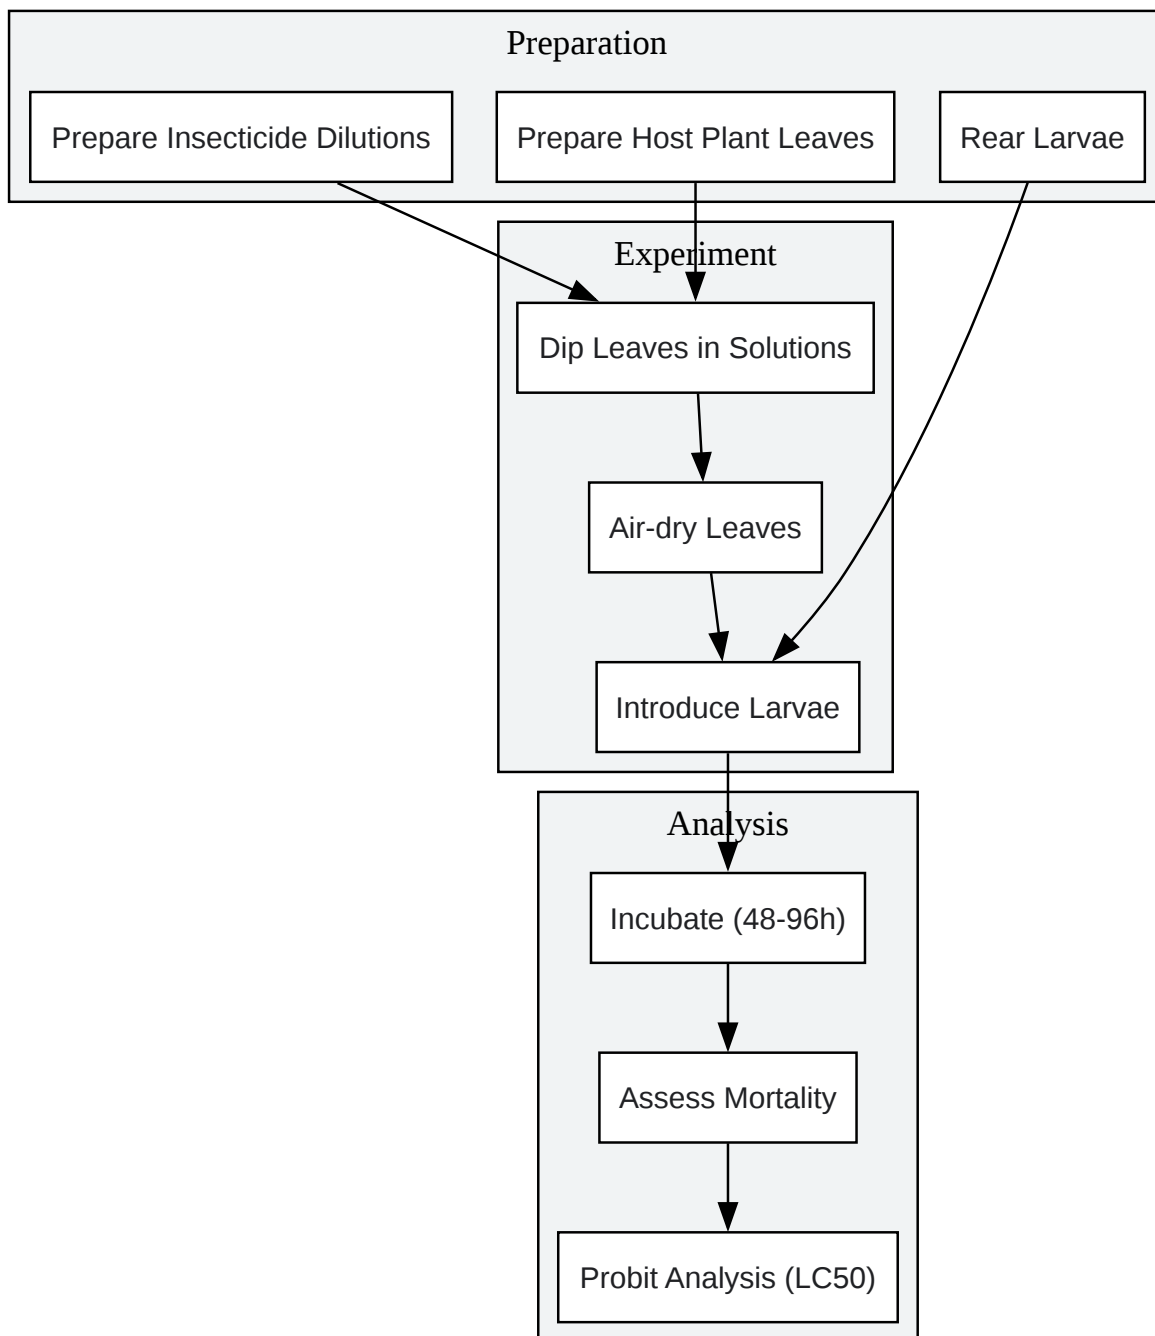 Preparation
Prepare Insecticide Dilutions
Prepare Host Plant Leaves
Rear Larvae
Experiment
Dip Leaves in Solutions
Air-dry Leaves
Introduce Larvae
Analysis
Incubate (48-96h)
Assess Mortality
Probit Analysis (LC50)